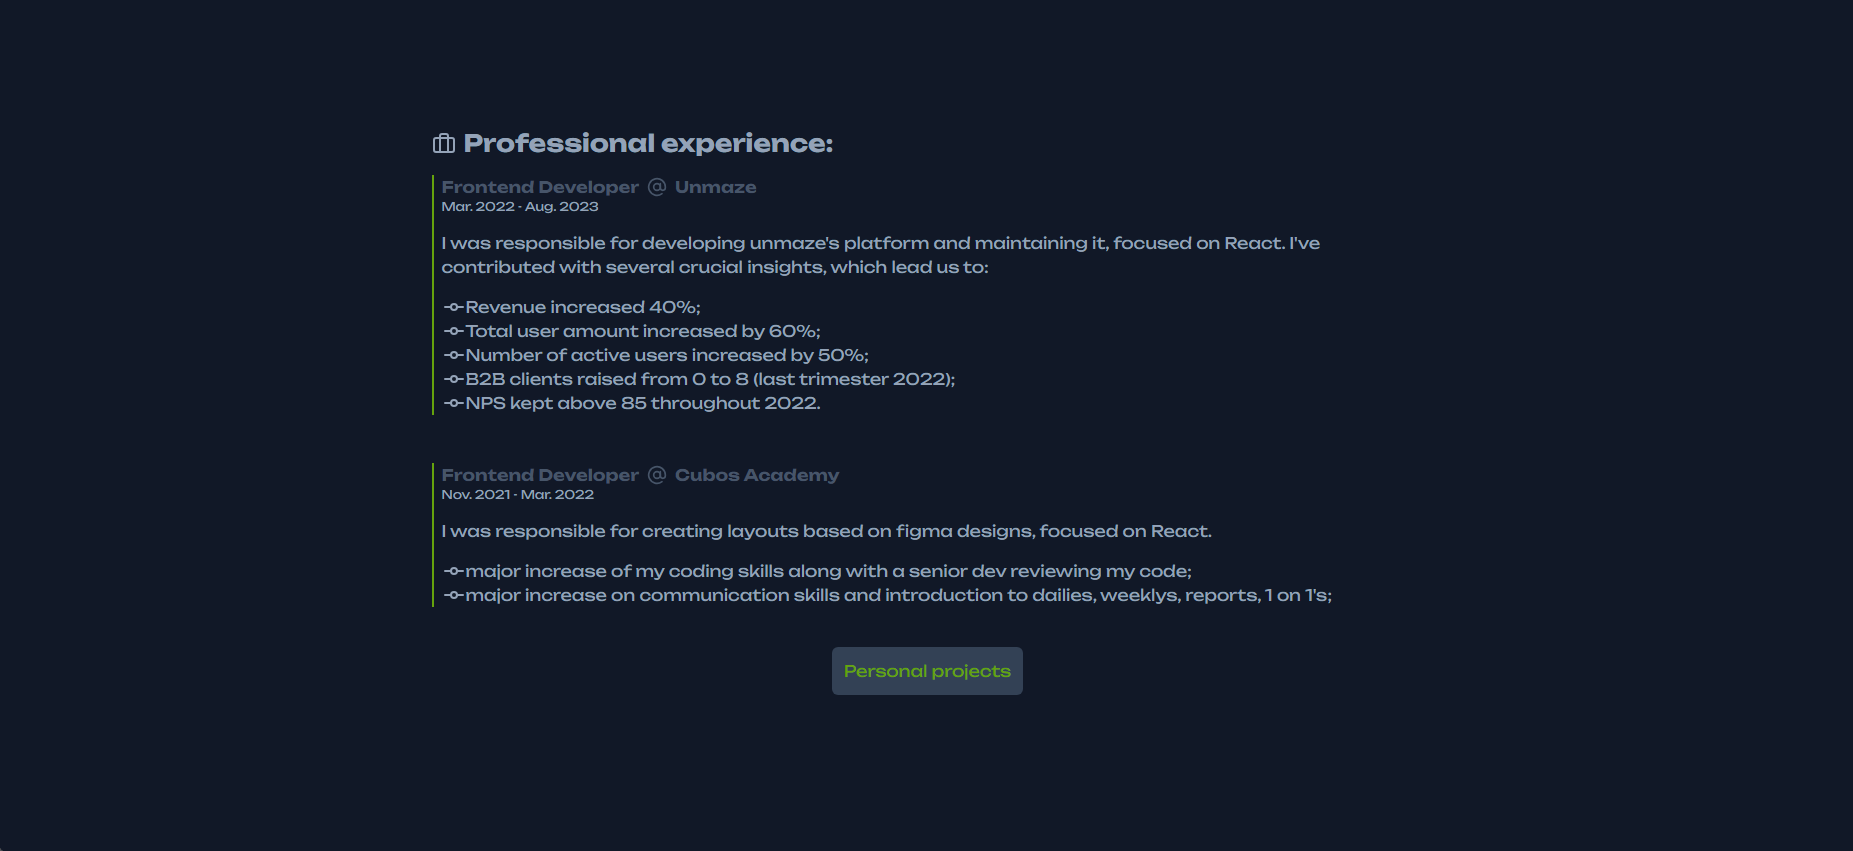 Professional experience:
Frontend Developer @ Unmaze
Mar. 2022 - Aug. 2023
I was responsible for developing unmaze's platform and maintaining it, focused on React. I've
contributed with several crucial insights, which lead us to:
Revenue increased 40%;
Total user amount increased by 60%;
Number of active users increased by 50%;
B2B clients raised from 0 to 8 (last trimester 2022);
NPS kept above 85 throughout 2022.
Frontend Developer @ Cubos Academy
Nov. 2021 - Mar. 2022
I was responsible for creating layouts based on figma designs, focused on React.
major increase of my coding skills along with a senior dev reviewing my code;
major increase on communication skills and introduction to dailies, weeklys, reports, 1 on 1's;
Personal projects